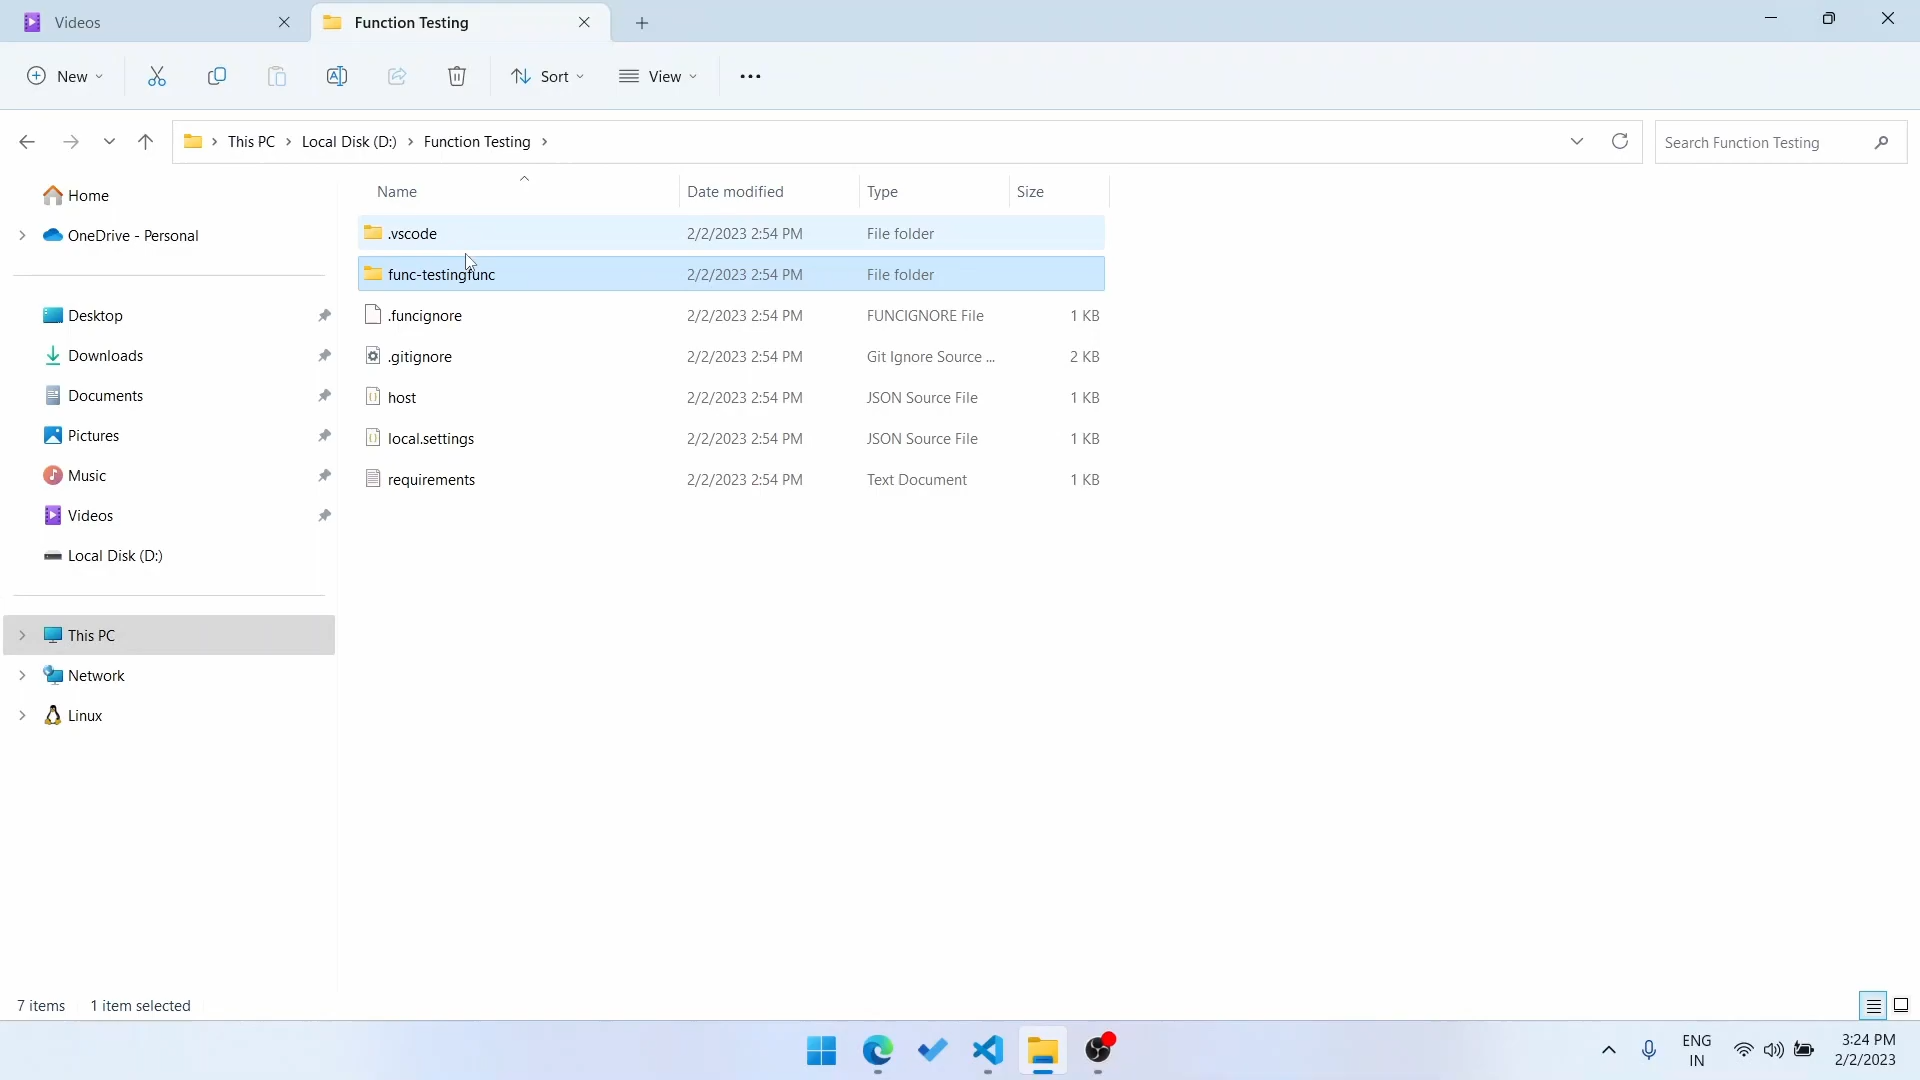 Videos
Function Testing
New
Sort
View
This PC
Local Disk (D:)
Function Testing
Search Function Testing
Home
OneDrive - Personal
Desktop
Downloads
Documents
Pictures
Music
Videos
Local Disk (D:)
This PC
Network
Linux
Name Date modified Type Size
.vscode 2/2/2023 2:54 PM File folder
func-testingfunc 2/2/2023 2:54 PM File folder
.funcignore 2/2/2023 2:54 PM FUNCIGNORE File 1 KB
.gitignore 2/2/2023 2:54 PM Git Ignore Source ... 2 KB
host 2/2/2023 2:54 PM JSON Source File 1 KB
local.settings 2/2/2023 2:54 PM JSON Source File 1 KB
requirements 2/2/2023 2:54 PM Text Document 1 KB
7 items 1 item selected
ENG
IN
3:24 PM
2/2/2023